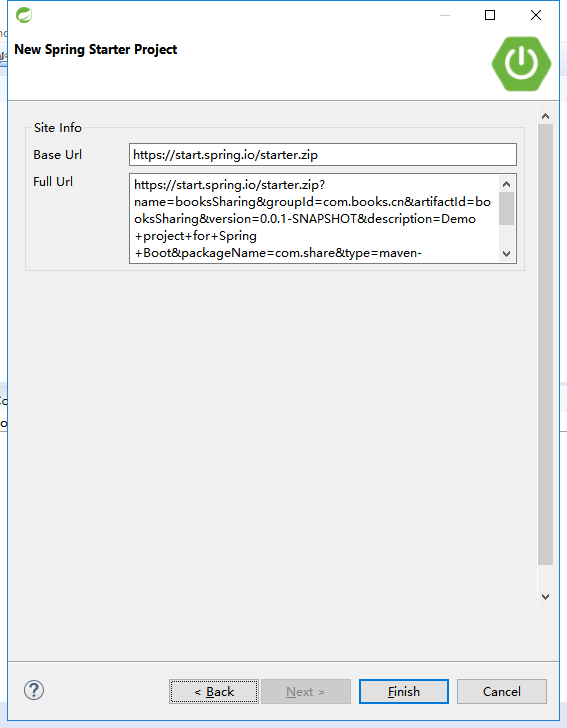 New Spring Starter Project
Site Info
Base Url
https://start.spring.io/starter.zip
Full Url
https://start.spring.io/starter.zip?
name=booksSharing&groupId=com.books.cn&artifactId=bo
oksSharing&version=0.0.1-SNAPSHOT&description=Demo
+project+for+Spring
+Boot&packageName=com.share&type=maven-
< Back
Next >
Finish
Cancel